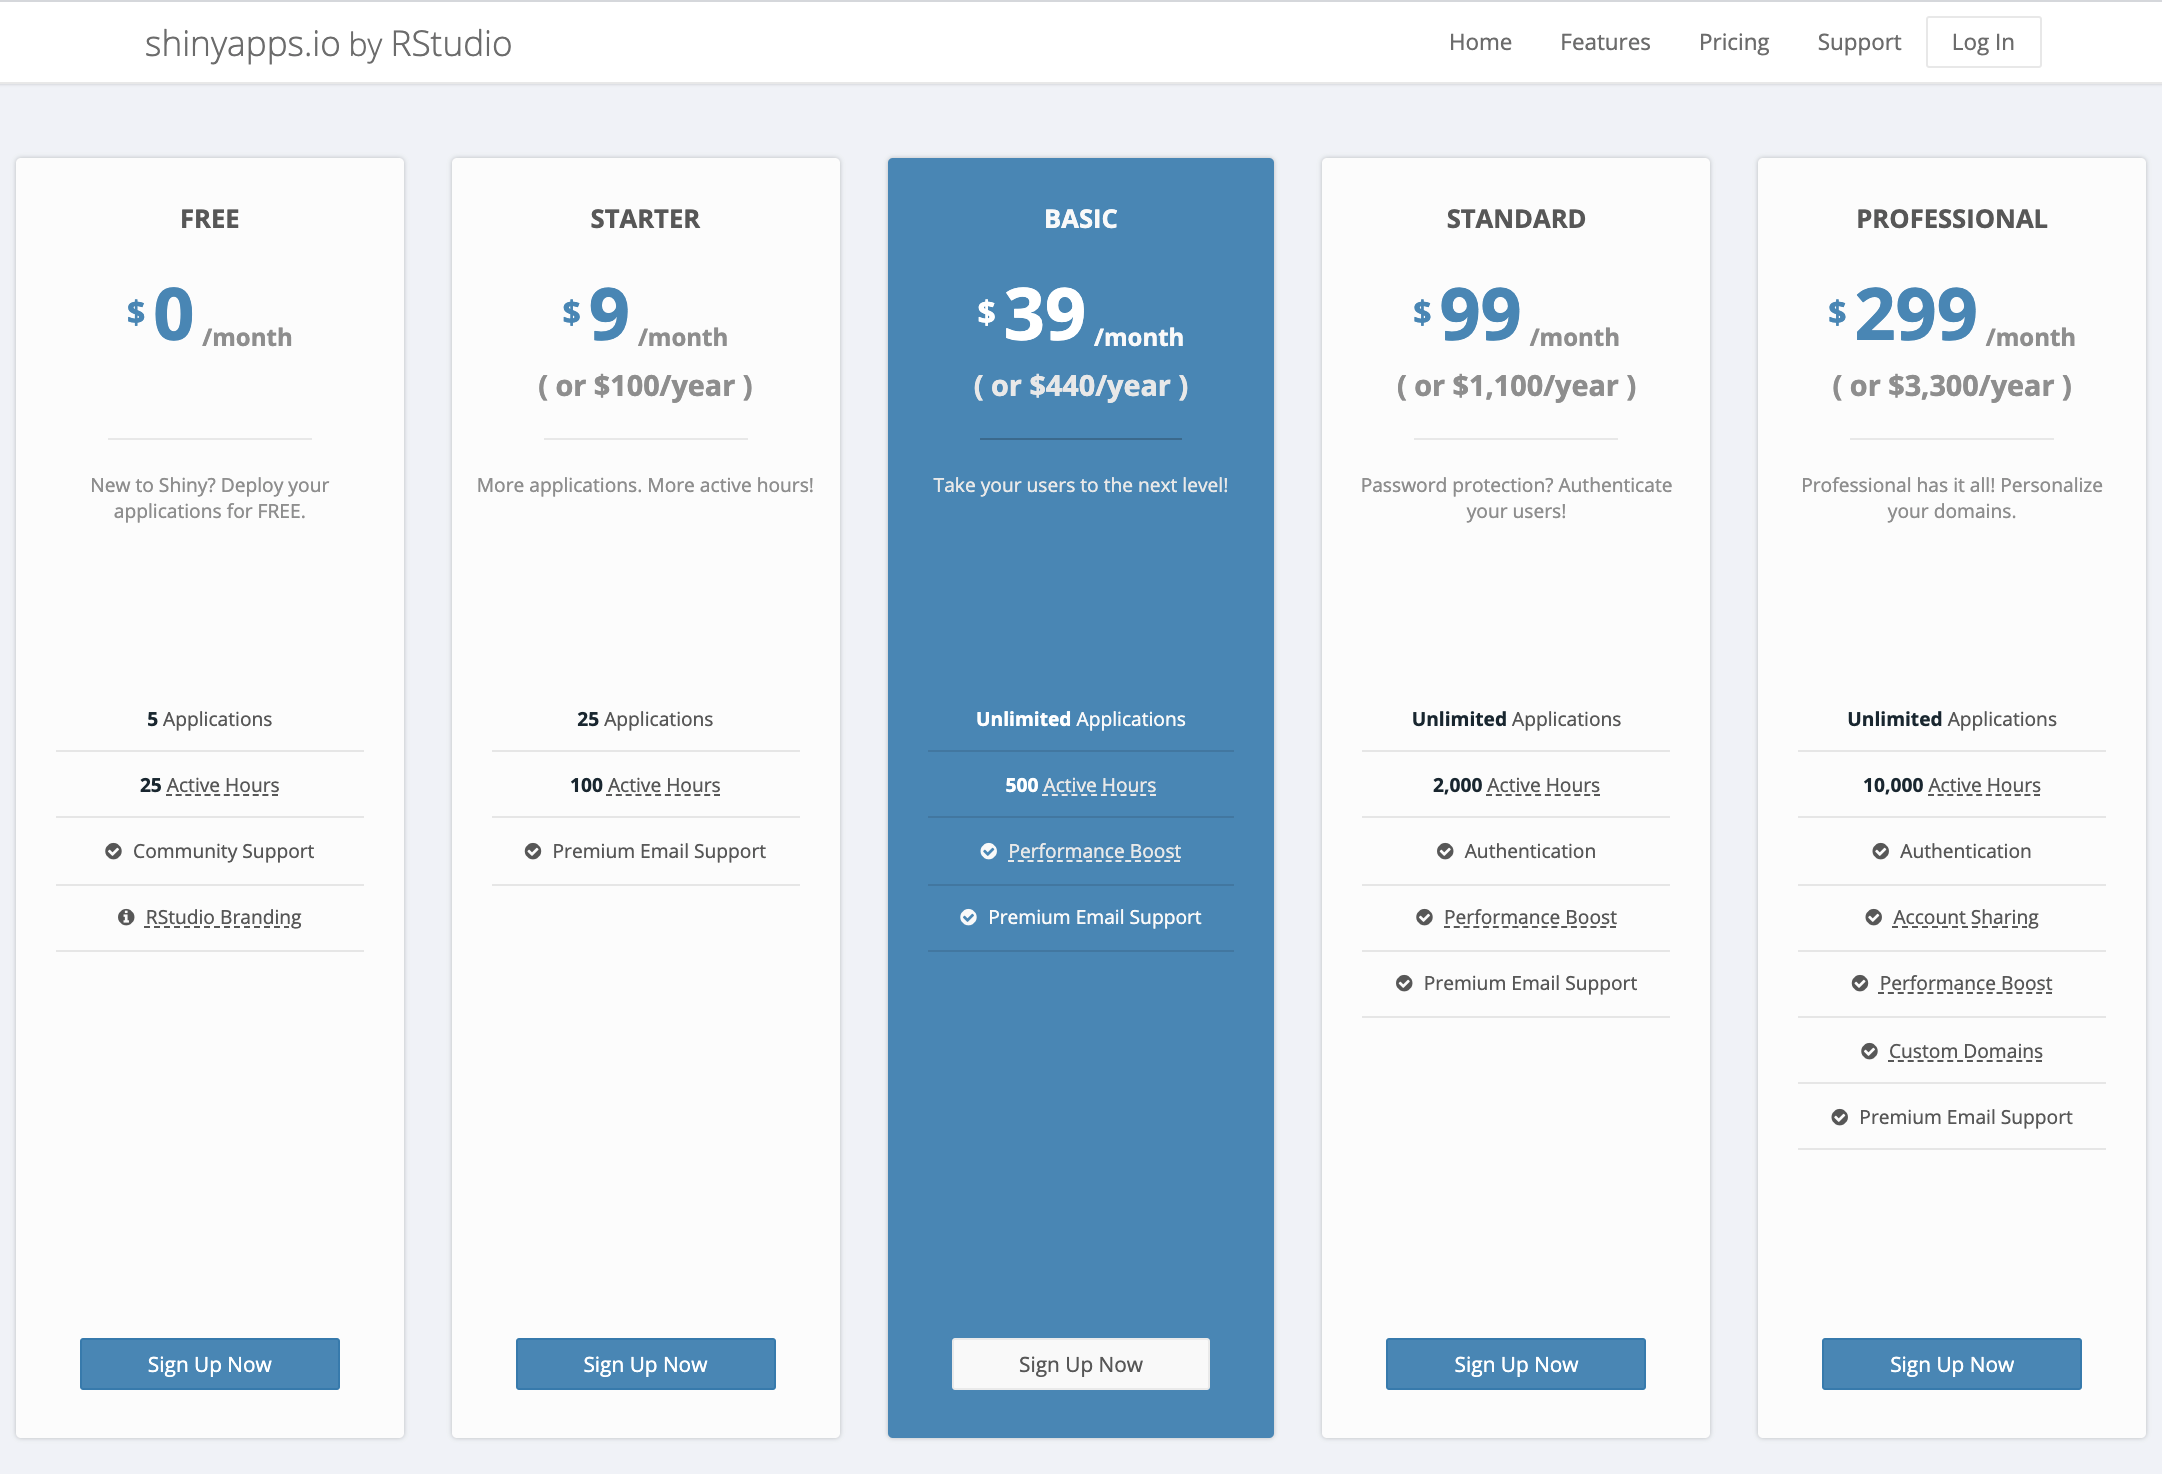 shinyapps.io by RStudio
Home
Features
Pricing
Support
Log In
FREE
$0 /month
New to Shiny? Deploy your
applications for FREE.
5 Applications
25 Active Hours
Community Support
RStudio Branding
Sign Up Now
STARTER
$9 /month
( or $100/year )
More applications. More active hours!
25 Applications
100 Active Hours
Premium Email Support
Sign Up Now
BASIC
$39 /month
( or $440/year )
Take your users to the next level!
Unlimited Applications
500 Active Hours
Performance Boost
Premium Email Support
Sign Up Now
STANDARD
$99 /month
( or $1,100/year )
Password protection? Authenticate
your users!
Unlimited Applications
2,000 Active Hours
Authentication
Performance Boost
Premium Email Support
Sign Up Now
PROFESSIONAL
$299 /month
( or $3,300/year )
Professional has it all! Personalize
your domains.
Unlimited Applications
10,000 Active Hours
Authentication
Account Sharing
Performance Boost
Custom Domains
Premium Email Support
Sign Up Now